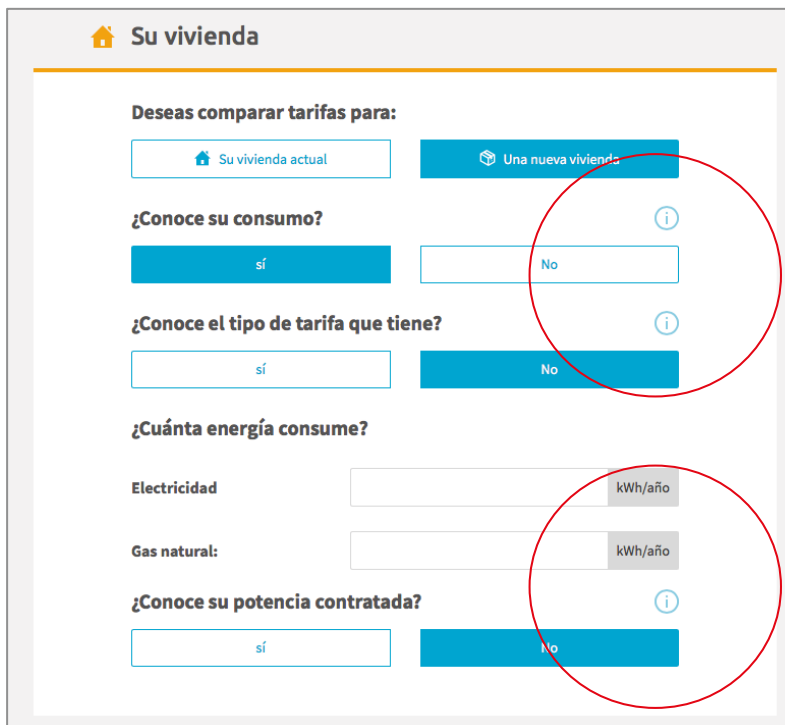 Su vivienda
Deseas comparar tarifas para:
Su vivienda actual
Una nueva vivienda
¿Conoce su consumo?
sí
No
¿Conoce el tipo de tarifa que tiene?
sí
No
¿Cuánta energía consume?
Electricidad
kWh/año
Gas natural:
kWh/año
¿Conoce su potencia contratada?
sí
No